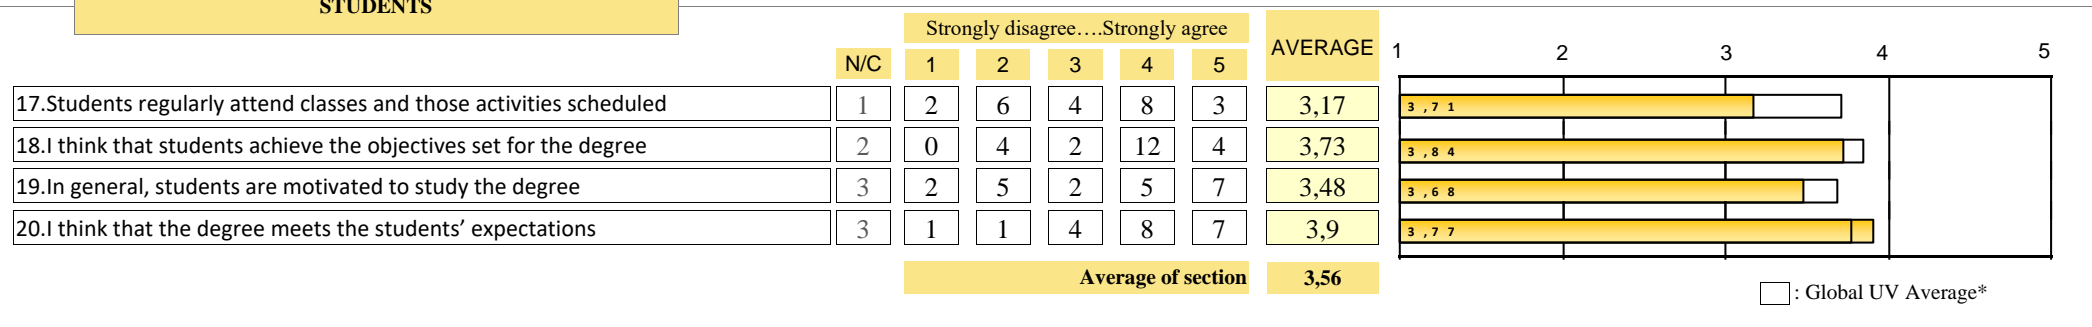 STUDENTS
Strongly disagree….Strongly agree
AVERAGE
N/C 1 2 3 4 5
1 2 3 4 5
17.Students regularly attend classes and those activities scheduled 1 2 6 4 8 3 3,17 3,71
18.I think that students achieve the objectives set for the degree 2 0 4 2 12 4 3,73 3,84
19.In general, students are motivated to study the degree 3 2 5 2 5 7 3,48 3,68
20.I think that the degree meets the students’ expectations 3 1 1 4 8 7 3,9 3,77
Average of section 3,56
: Global UV Average*